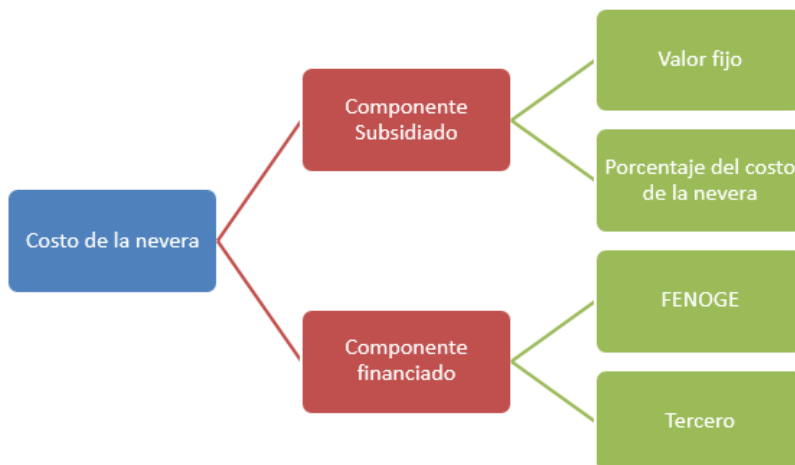 Costo de la nevera
Componente
Subsidiado
Valor fijo
Porcentaje del costo
de la nevera
Componente
financiado
FENOGE
Tercero